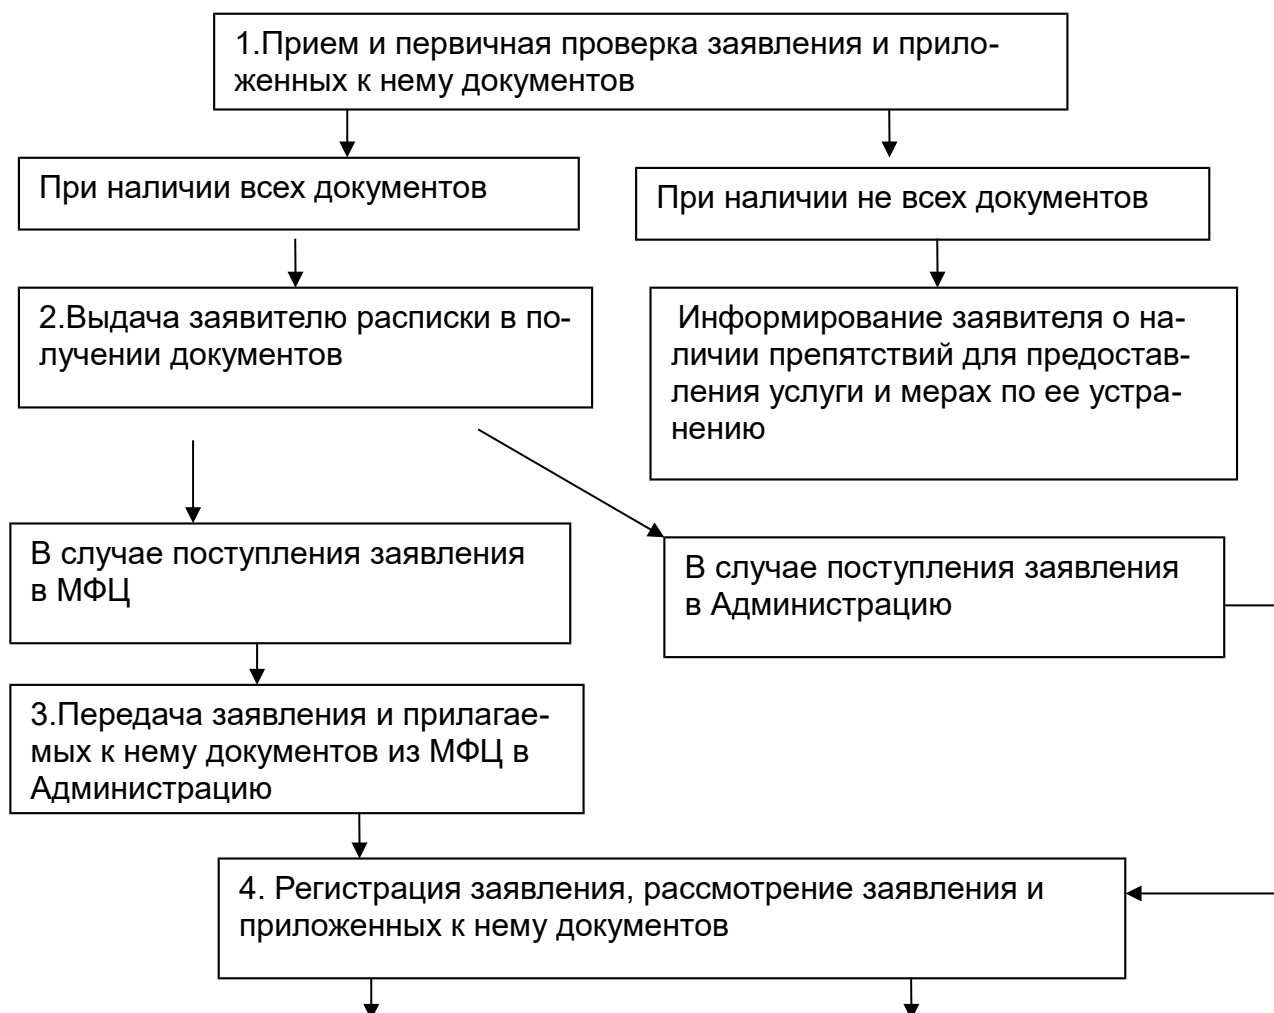 1.Прием и первичная проверка заявления и прило-
женных к нему документов
При наличии всех документов
При наличии не всех документов
2.Выдача заявителю расписки в по-
лучении документов
Информирование заявителя о на-
личии препятствий для предостав-
ления услуги и мерах по ее устра-
нению
В случае поступления заявления
в МФЦ
В случае поступления заявления
в Администрацию
3.Передача заявления и прилагае-
мых к нему документов из МФЦ в
Администрацию
4. Регистрация заявления, рассмотрение заявления и
приложенных к нему документов